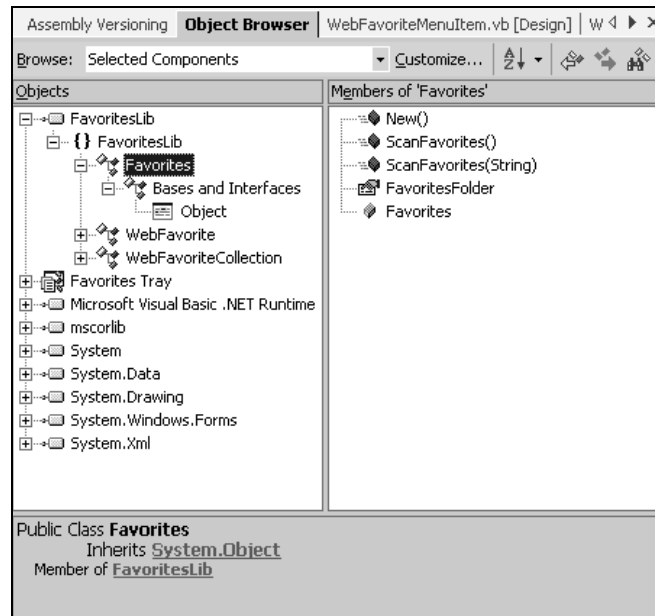 Assembly Versioning Object Browser WebFavoriteMenuItem.vb [Design] W
Browse: Selected Components Customize...
Objects
FavoritesLib
{} FavoritesLib
Favorites
Bases and Interfaces
Object
WebFavorite
WebFavoriteCollection
Favorites Tray
Microsoft Visual Basic .NET Runtime
mscorlib
System
System.Data
System.Drawing
System.Windows.Forms
System.Xml
Members of 'Favorites'
New()
ScanFavorites()
ScanFavorites(String)
FavoritesFolder
Favorites
Public Class Favorites
Inherits System.Object
Member of FavoritesLib